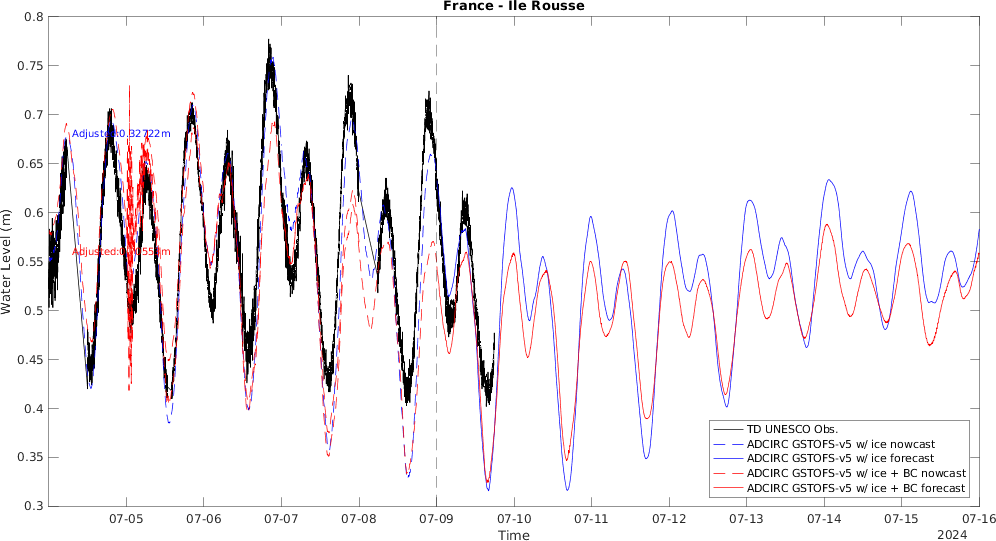 France - Ile Rousse
0.8
0.75
0.7
0.65
0.6
0.55
0.5
0.45
0.4
0.35
0.3
Water Level (m)
Adjusted:0.32722m
07-05
07-06
07-07
07-08
07-09
07-10
07-11
07-12
07-13
07-14
07-15
07-16
Time
2024
TD UNESCO Obs.
ADCIRC GSTOFS-v5 w/ ice nowcast
ADCIRC GSTOFS-v5 w/ ice forecast
ADCIRC GSTOFS-v5 w/ ice + BC nowcast
ADCIRC GSTOFS-v5 w/ ice + BC forecast